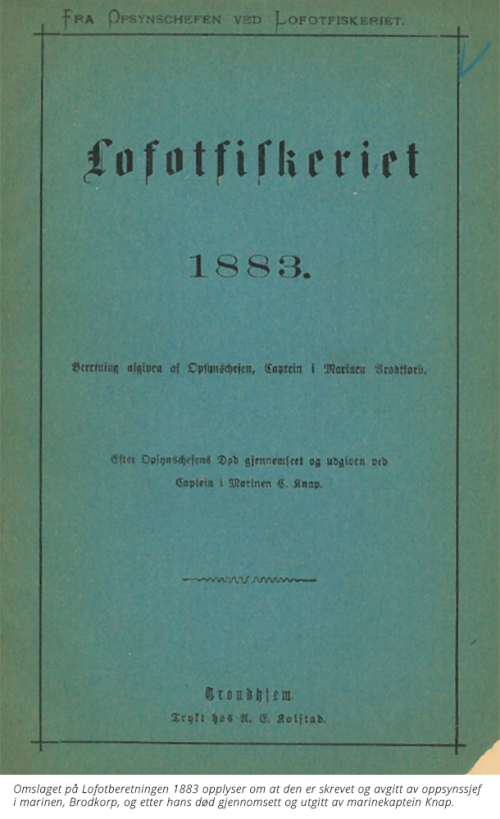 FRA OPSYNSCHEFEN VED LOFOTFISKERIET.
Lofotfiskeriet
1883.
Beretning afgiven af Opsynschefen, Captein i Marinen Brodtkorb.
Efter Opsynschefens Død gjennemseet og udgiven ved
Captein i Marinen C. Knap.
Trondhjem.
Trykt hos A. E. Kolstad.
Omslaget på Lofotberetningen 1883 opplyser om at den er skrevet og avgitt av oppsynssjef
i marinen, Brodkorp, og etter hans død gjennomsett og utgitt av marinekaptein Knap.